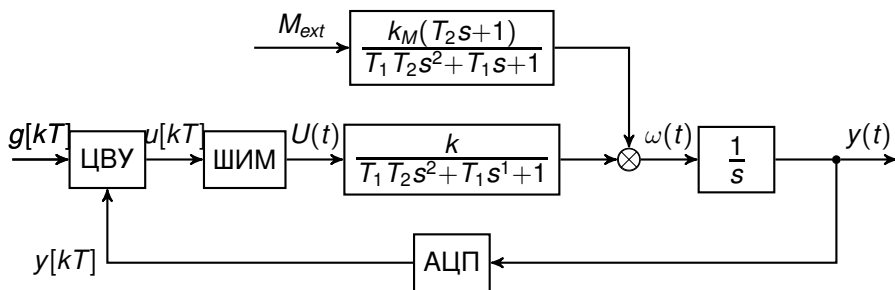 M_ext
k_M(T_2s+1)
T_1T_2s^2+T_1s+1
g[kT]
ЦВУ
u[kT]
ШИМ
U(t)
k
T_1T_2s^2+T_1s^1+1
ω(t)
1
s
y(t)
y[kT]
АЦП